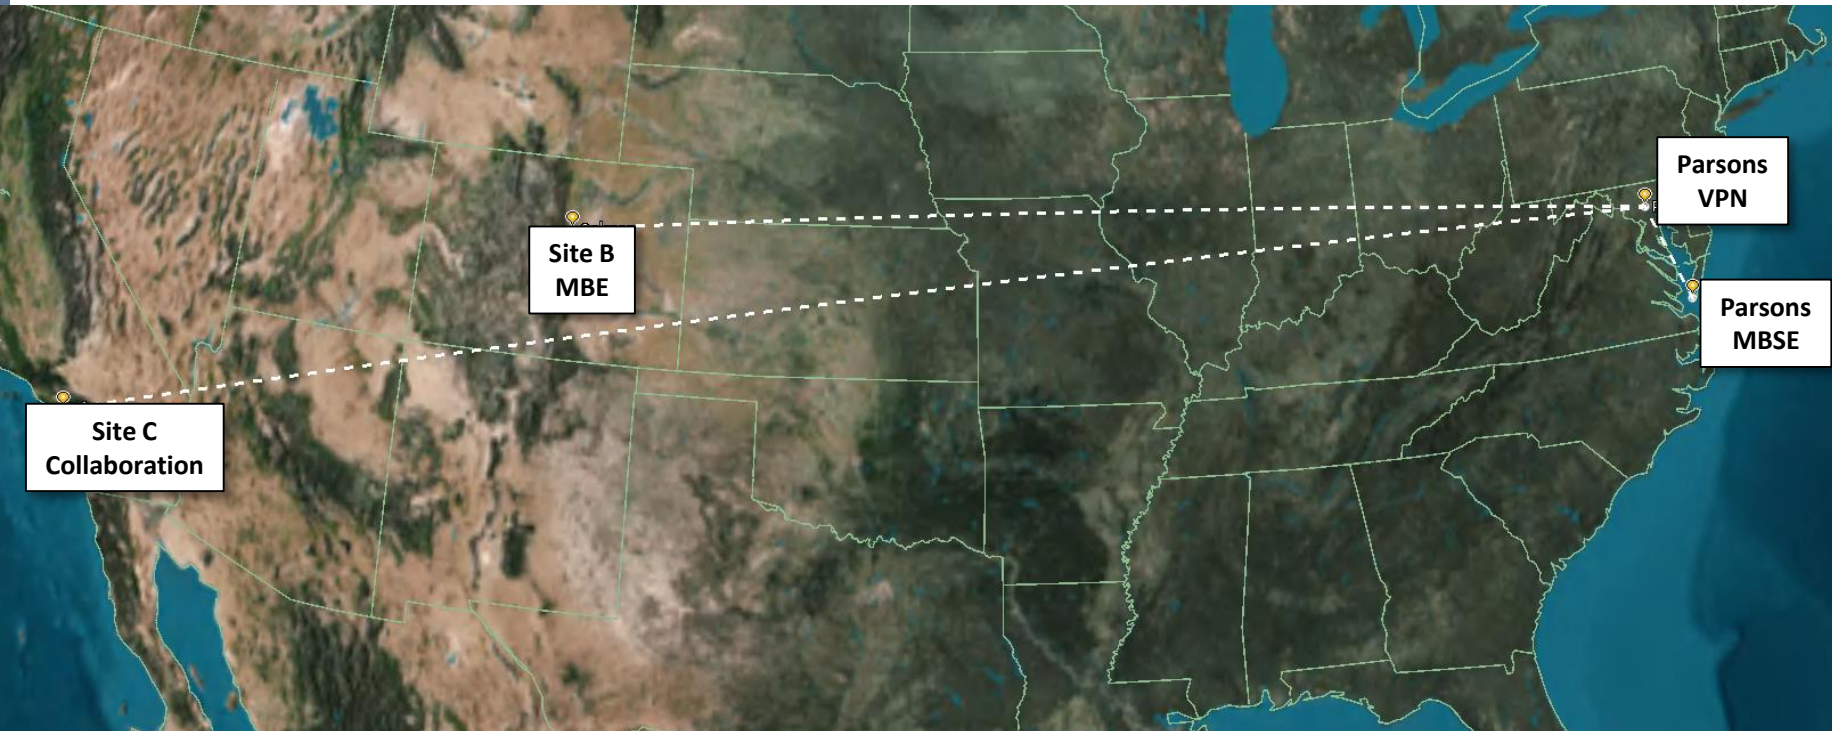 Parsons
VPN
Site B
MBE
Parsons
MBSE
Site C
Collaboration